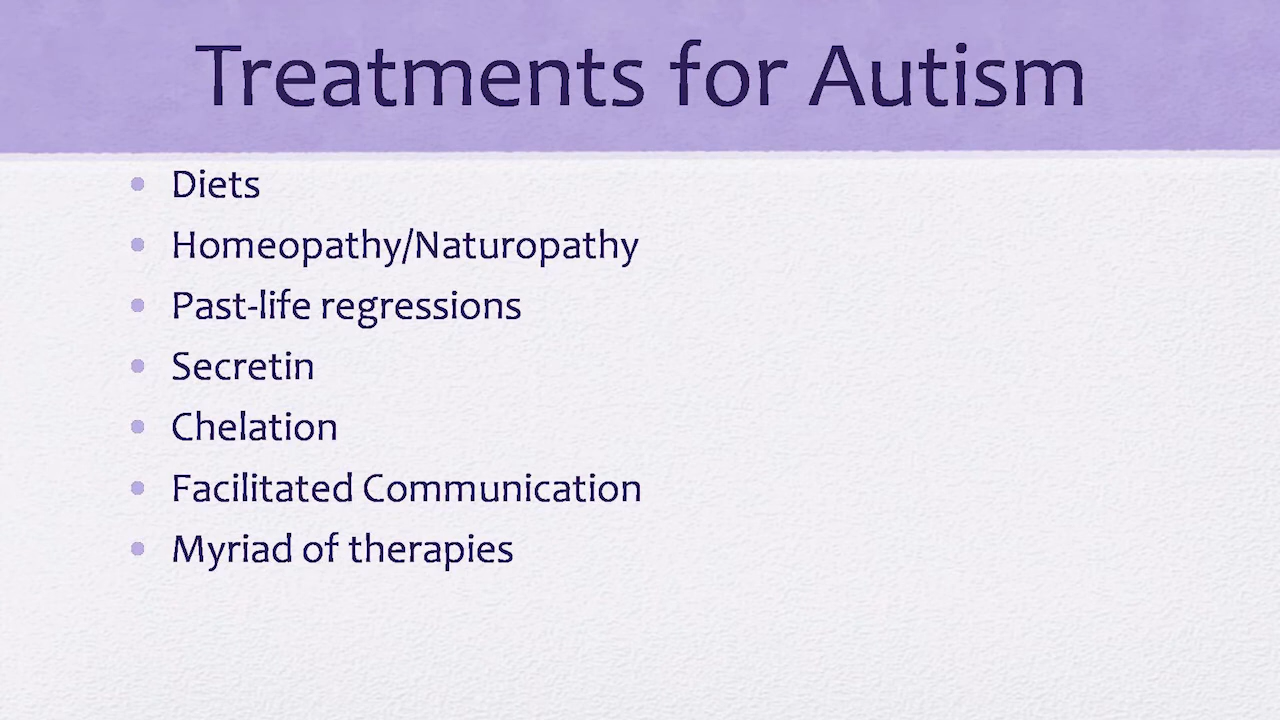 Treatments for Autism
Diets
Homeopathy/Naturopathy
Past-life regressions
Secretin
Chelation
Facilitated Communication
Myriad of therapies